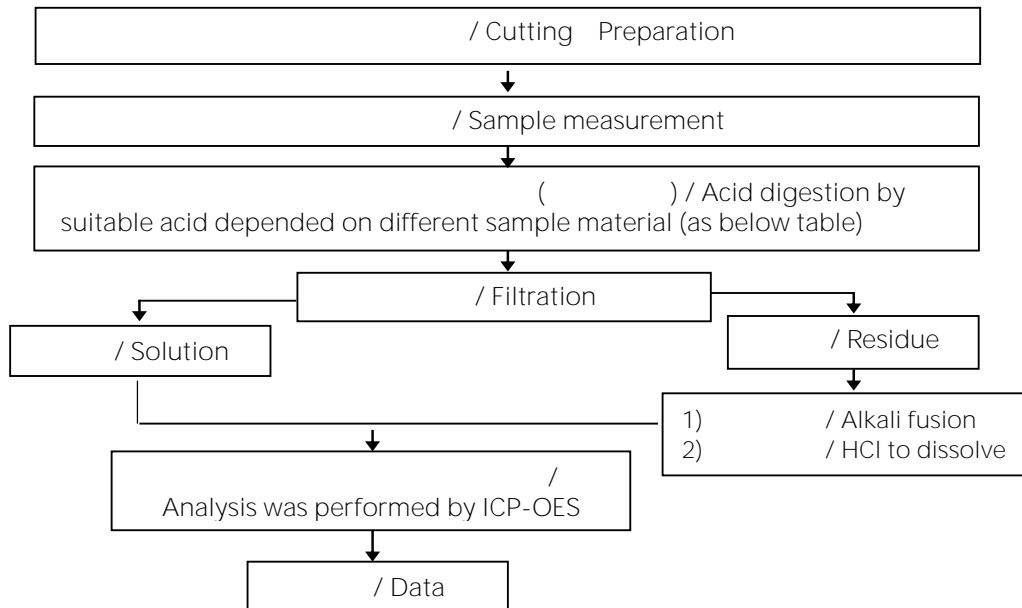 / Cutting Preparation
/ Sample measurement
( ) / Acid digestion by
suitable acid depended on different sample material (as below table)
/ Filtration
/ Solution
/ Residue
1) / Alkali fusion
2) / HCl to dissolve
/
Analysis was performed by ICP-OES
/ Data